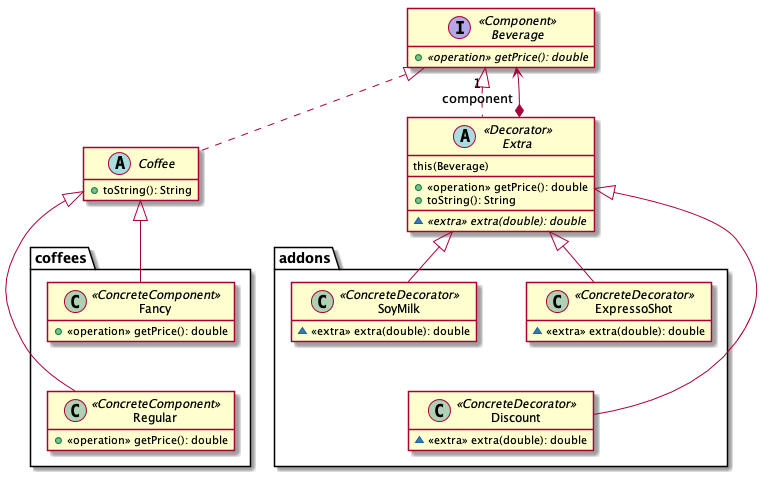 I «Component»
Beverage
«operation» getPrice(): double
1
component
A Coffee
toString(): String
A «Decorator»
Extra
this(Beverage)
«operation» getPrice(): double
toString(): String
«extra» extra(double): double
coffees
C «ConcreteComponent»
Fancy
«operation» getPrice(): double
C «ConcreteComponent»
Regular
«operation» getPrice(): double
addons
C «ConcreteDecorator»
SoyMilk
«extra» extra(double): double
C «ConcreteDecorator»
ExpressoShot
«extra» extra(double): double
C «ConcreteDecorator»
Discount
«extra» extra(double): double